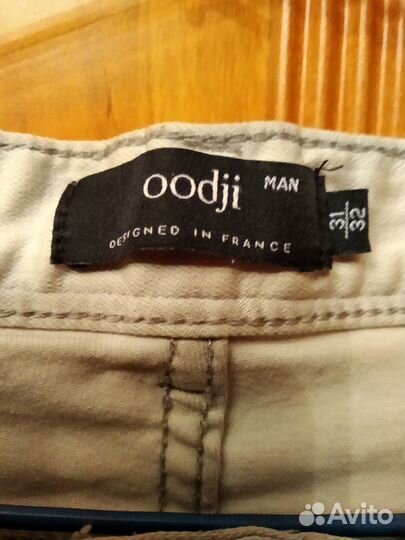 oodji MAN
DESIGNED IN FRANCE
31
32
Avito